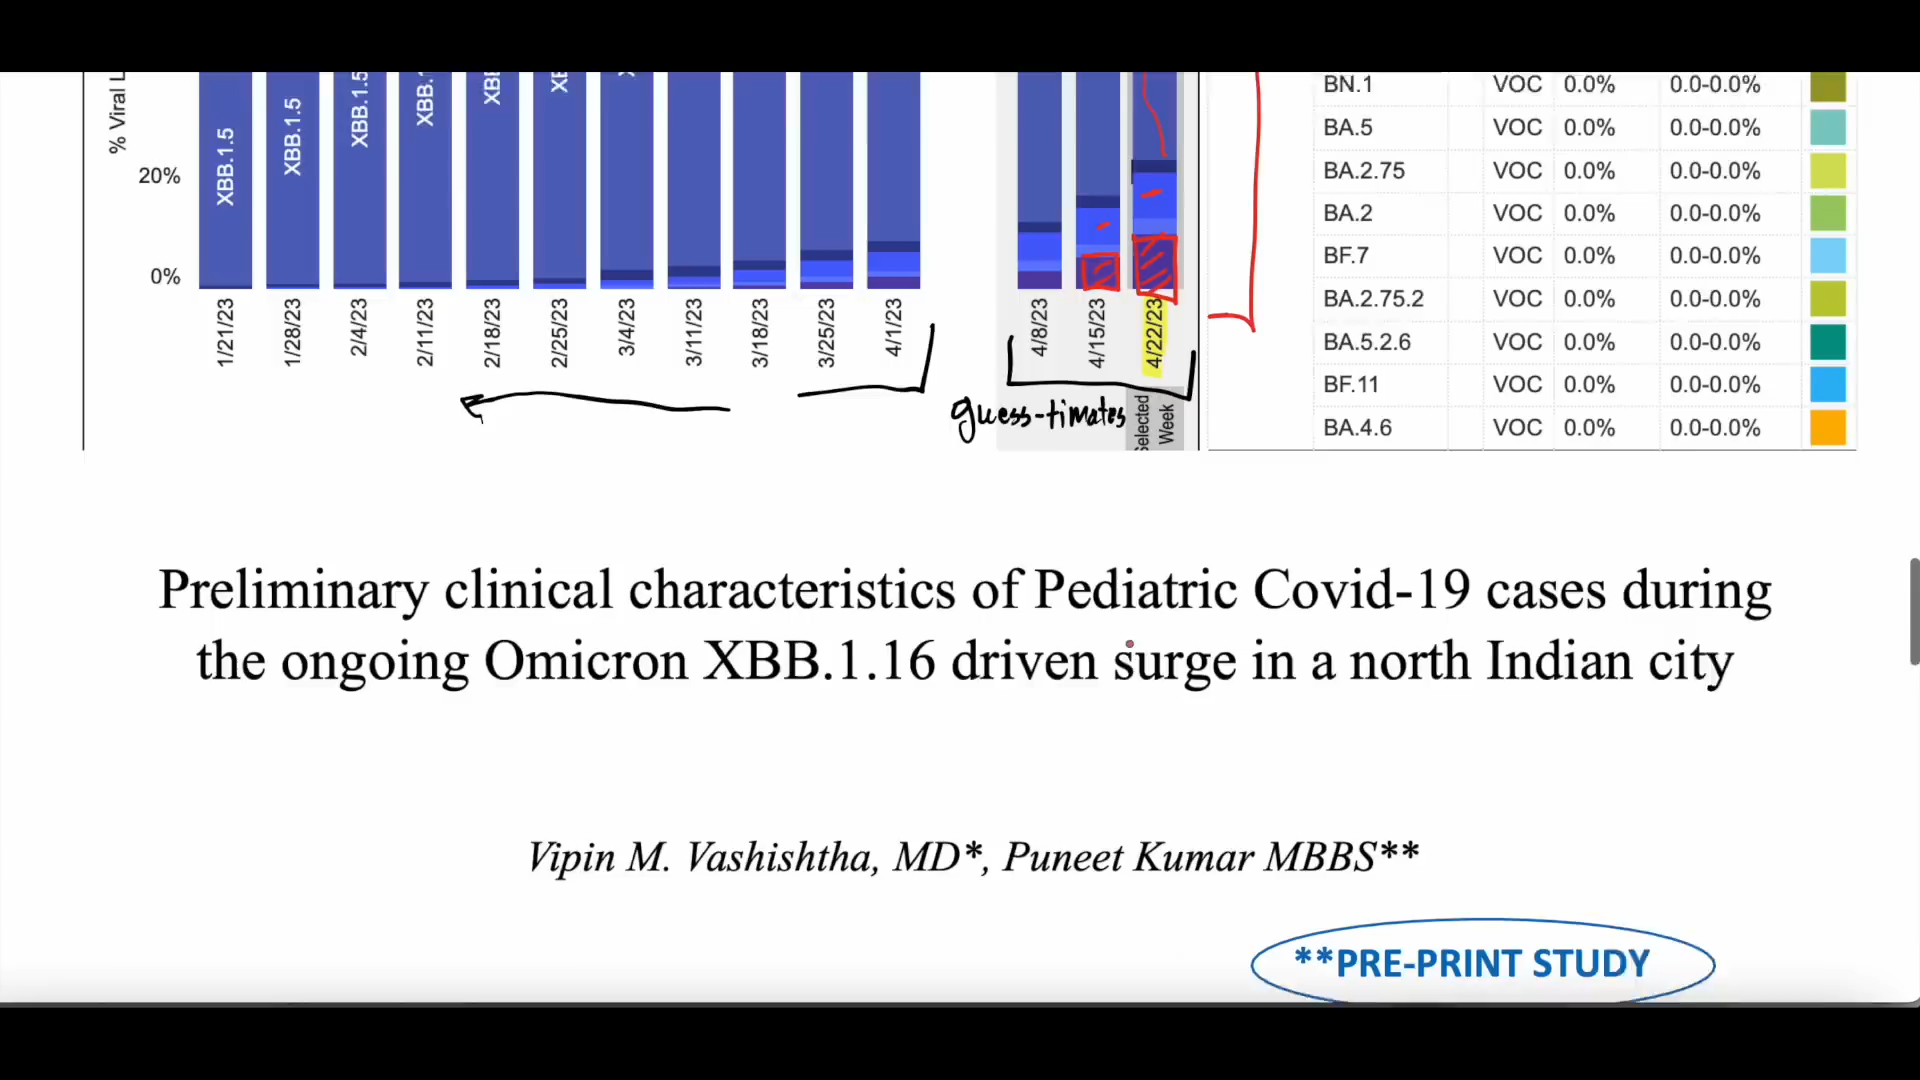 % Viral L
20%
0%
XBB.1.5
XBB.1.5
XBB.1.5
XBB.
XBB
1/21/23
1/28/23
2/4/23
2/11/23
2/18/23
2/25/23
3/4/23
3/11/23
3/18/23
3/25/23
4/1/23
4/8/23
4/15/23
4/22/23
Selected
Week
guess-timates
BN.1 VOC 0.0% 0.0-0.0%
BA.5 VOC 0.0% 0.0-0.0%
BA.2.75 VOC 0.0% 0.0-0.0%
BA.2 VOC 0.0% 0.0-0.0%
BF.7 VOC 0.0% 0.0-0.0%
BA.2.75.2 VOC 0.0% 0.0-0.0%
BA.5.2.6 VOC 0.0% 0.0-0.0%
BF.11 VOC 0.0% 0.0-0.0%
BA.4.6 VOC 0.0% 0.0-0.0%
Preliminary clinical characteristics of Pediatric Covid-19 cases during
the ongoing Omicron XBB.1.16 driven surge in a north Indian city
Vipin M. Vashishtha, MD*, Puneet Kumar MBBS**
**PRE-PRINT STUDY